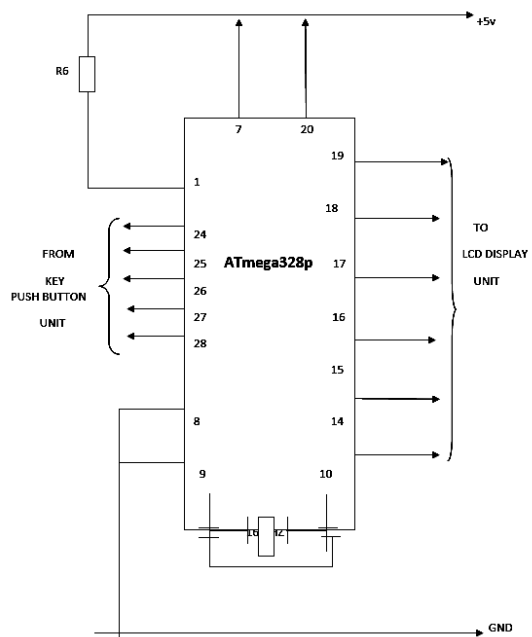 +5v
R6
7 20
19
1
18
24
TO
FROM
LCD DISPLAY
25
ATmega328p
17
KEY
26
UNIT
PUSH BUTTON
27
16
UNIT
28
15
8
14
9
10
GND